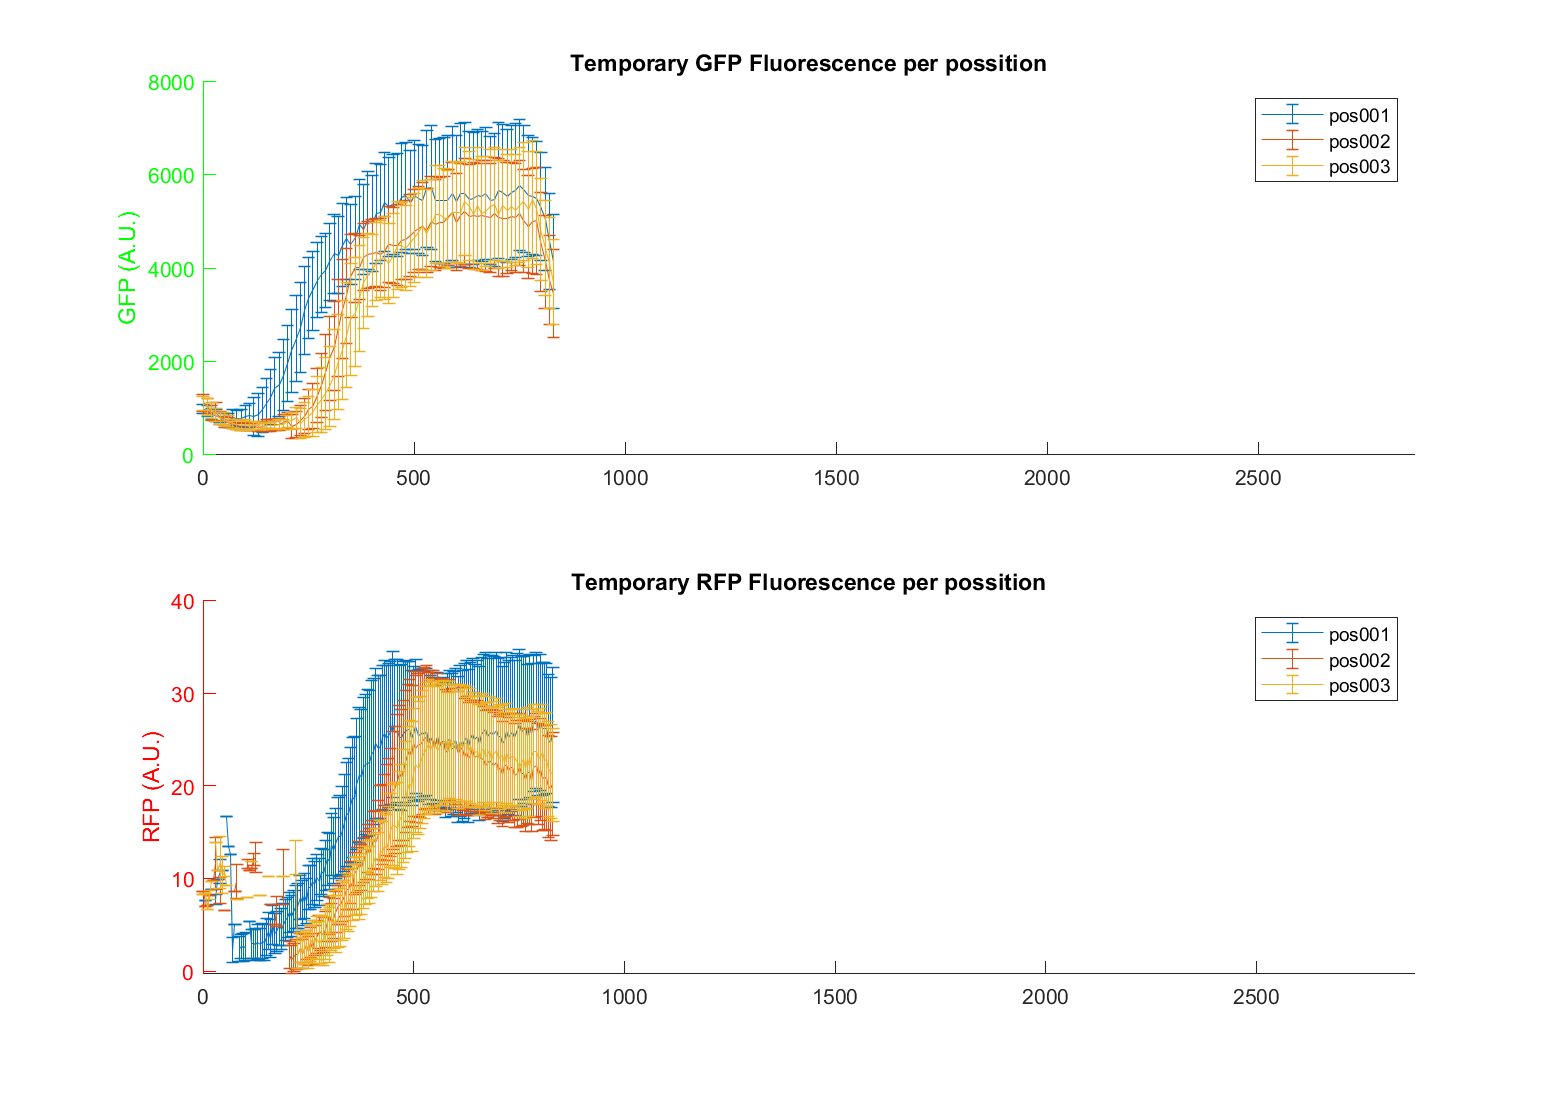 Temporary GFP Fluorescence per possition
8000
6000
4000
2000
0
GFP (A.U.)
0 500 1000 1500 2000 2500
pos001
pos002
pos003
Temporary RFP Fluorescence per possition
40
30
20
10
0
RFP (A.U.)
0 500 1000 1500 2000 2500
pos001
pos002
pos003